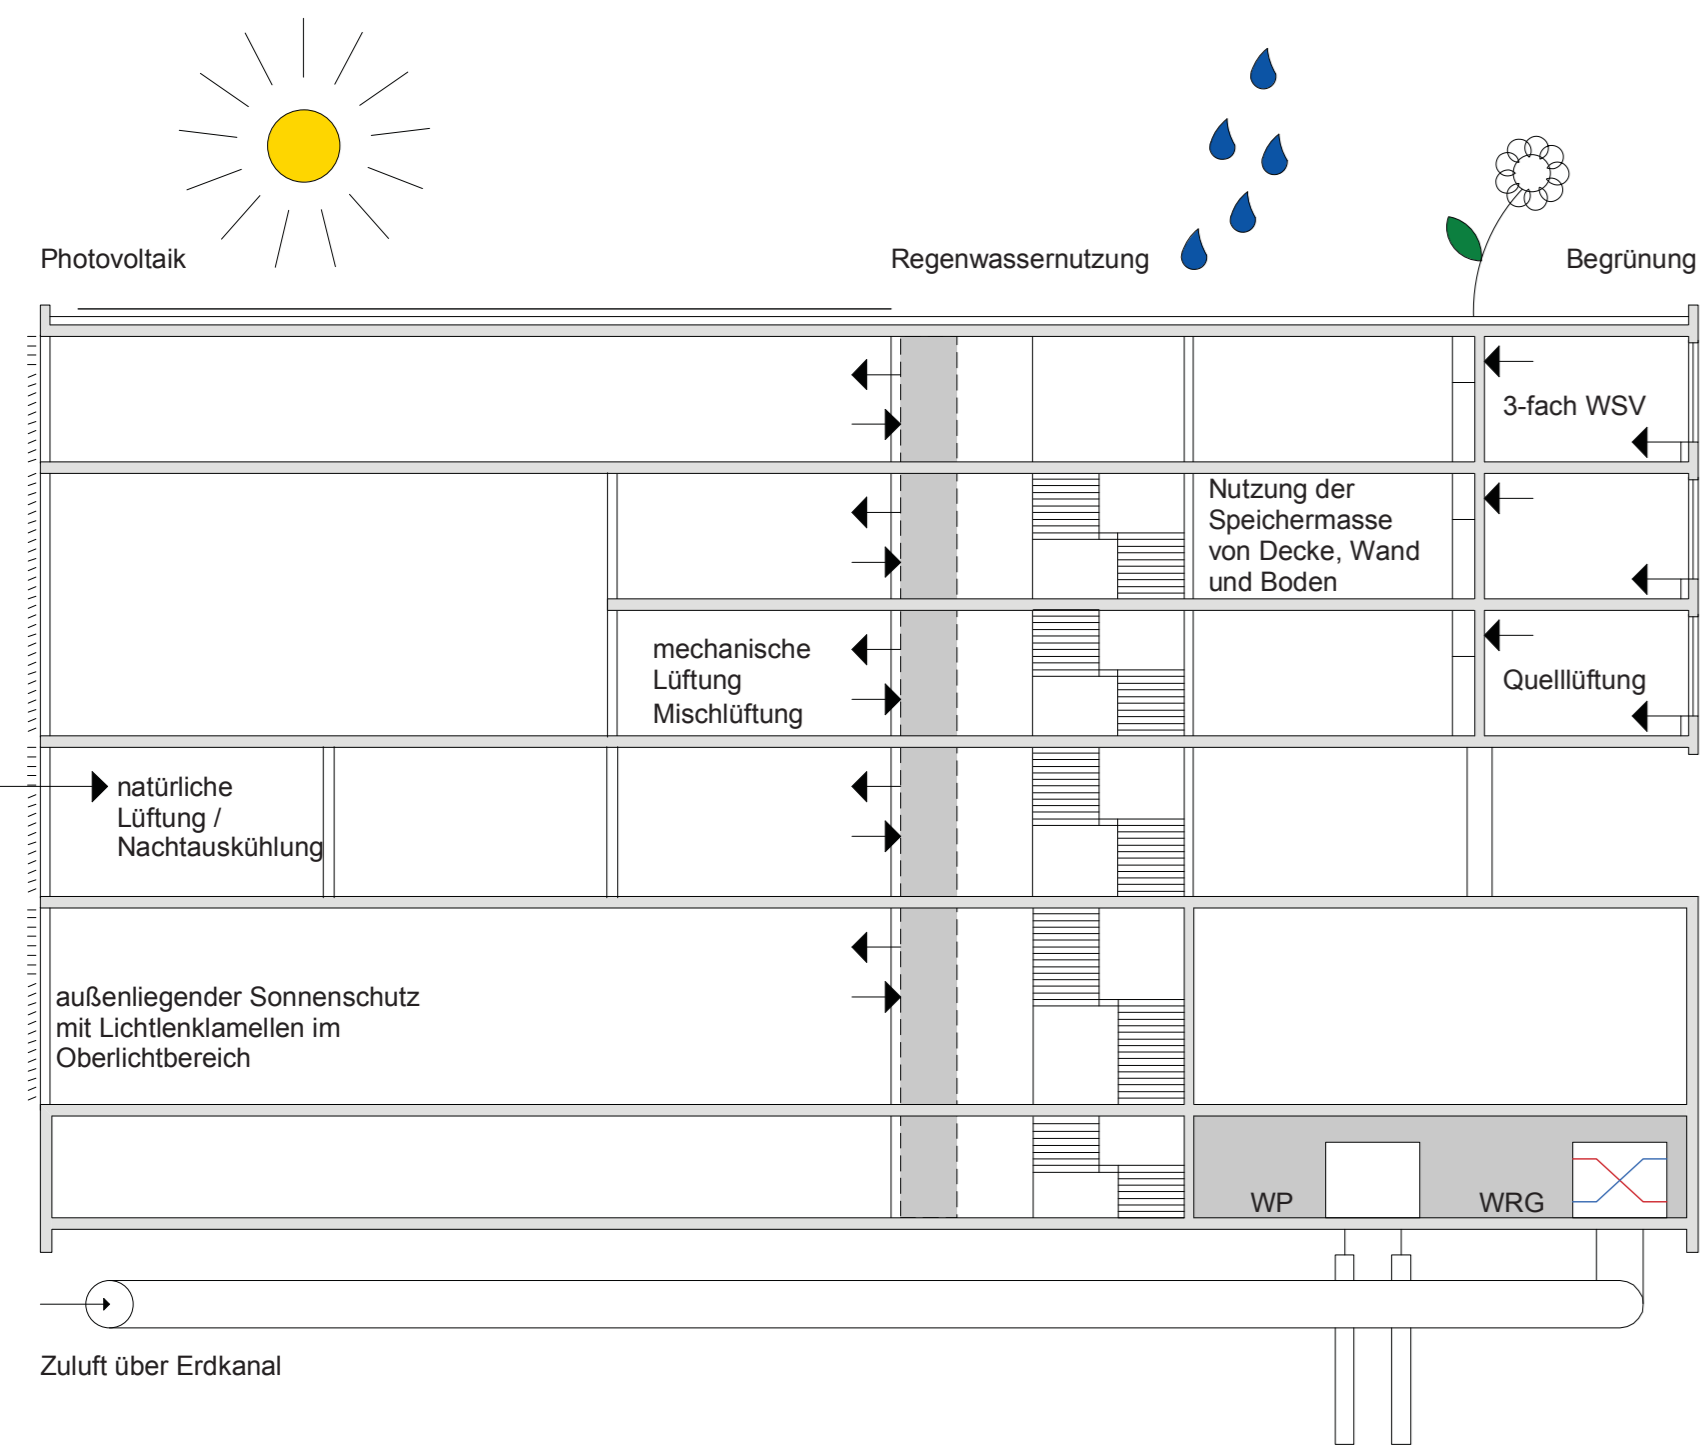 Photovoltaik
Regenwassernutzung
Begrünung
3-fach WSV
Nutzung der
Speichermasse
von Decke, Wand
und Boden
mechanische
Lüftung
Mischlüftung
Quelllüftung
natürliche
Lüftung /
Nachtauskühlung
außenliegender Sonnenschutz
mit Lichtlenklamellen im
Oberlichtbereich
WP
WRG
Zuluft über Erdkanal